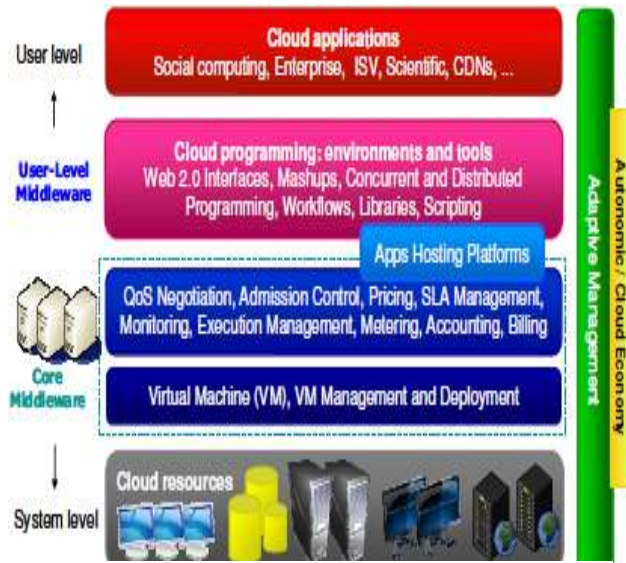 User level
Cloud applications
Social computing, Enterprise, ISV, Scientific, CDNs, ...
User-Level
Middleware
Cloud programming: environments and tools
Web 2.0 Interfaces, Mashups, Concurrent and Distributed
Programming, Workflows, Libraries, Scripting
Apps Hosting Platforms
QoS Negotiation, Admission Control, Pricing, SLA Management,
Monitoring, Execution Management, Metering, Accounting, Billing
Core
Middleware
Virtual Machine (VM), VM Management and Deployment
Cloud resources
System level
Adaptive Management
Autonomic / Cloud Economy